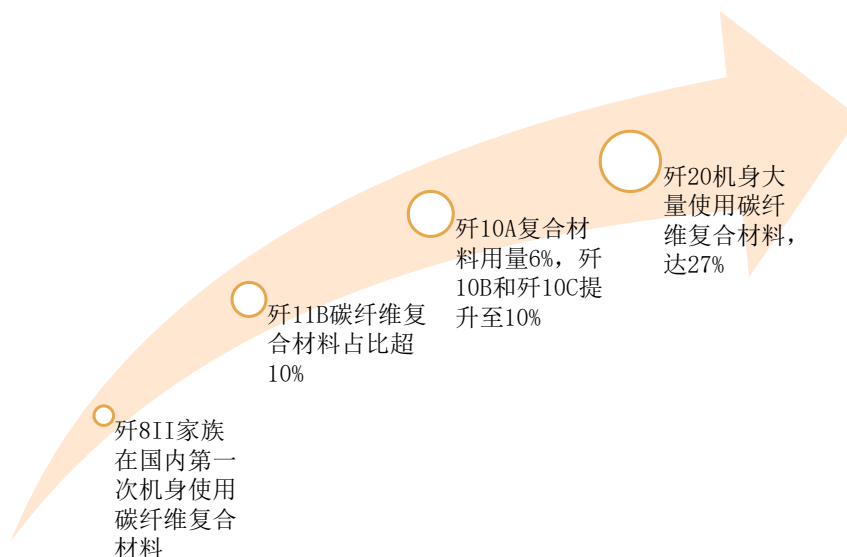 歼8II家族
在国内第一
次机身使用
碳纤维复合
材料
歼11B碳纤维复
合材料占比超
10%
歼10A复合材
料用量6%，歼
10B和歼10C提
升至10%
歼20机身大
量使用碳纤
维复合材料，
达27%